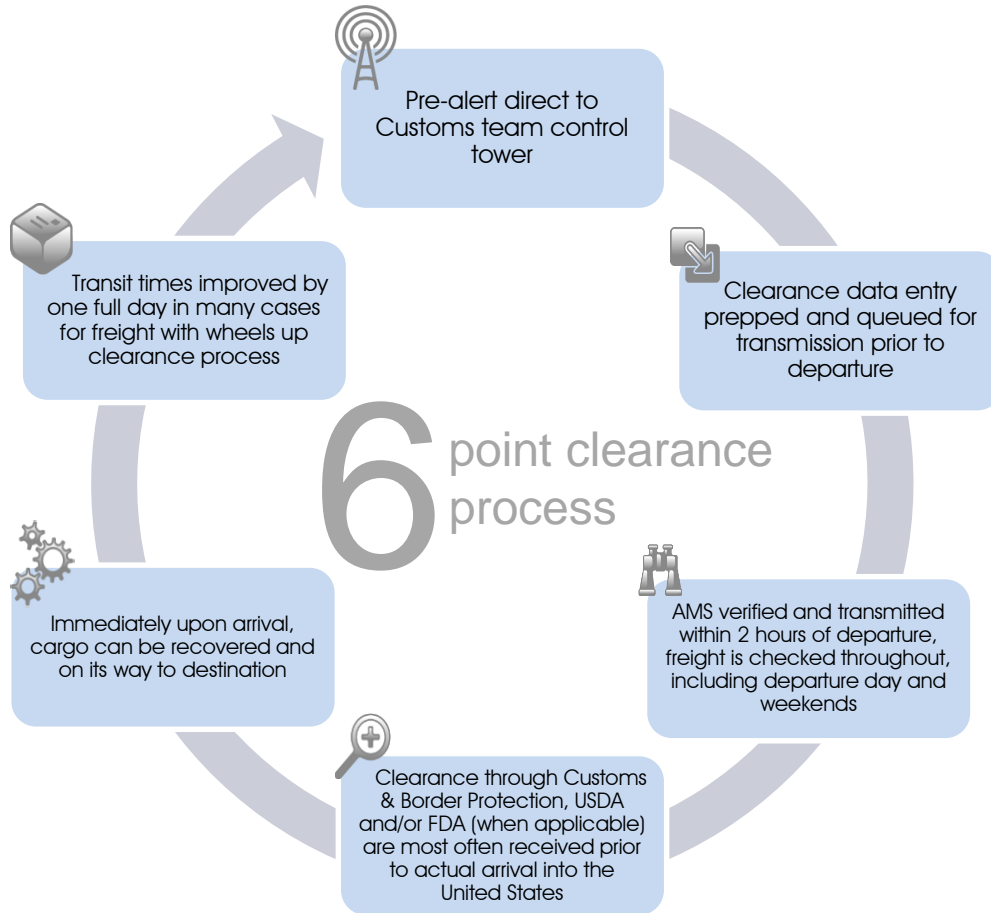 Pre-alert direct to
Customs team control
tower
Clearance data entry
prepped and queued for
transmission prior to
departure
AMS verified and transmitted
within 2 hours of departure,
freight is checked throughout,
including departure day and
weekends
Clearance through Customs
& Border Protection, USDA
and/or FDA (when applicable)
are most often received prior
to actual arrival into the
United States
Immediately upon arrival,
cargo can be recovered and
on its way to destination
Transit times improved by
one full day in many cases
for freight with wheels up
clearance process
6 point clearance
process